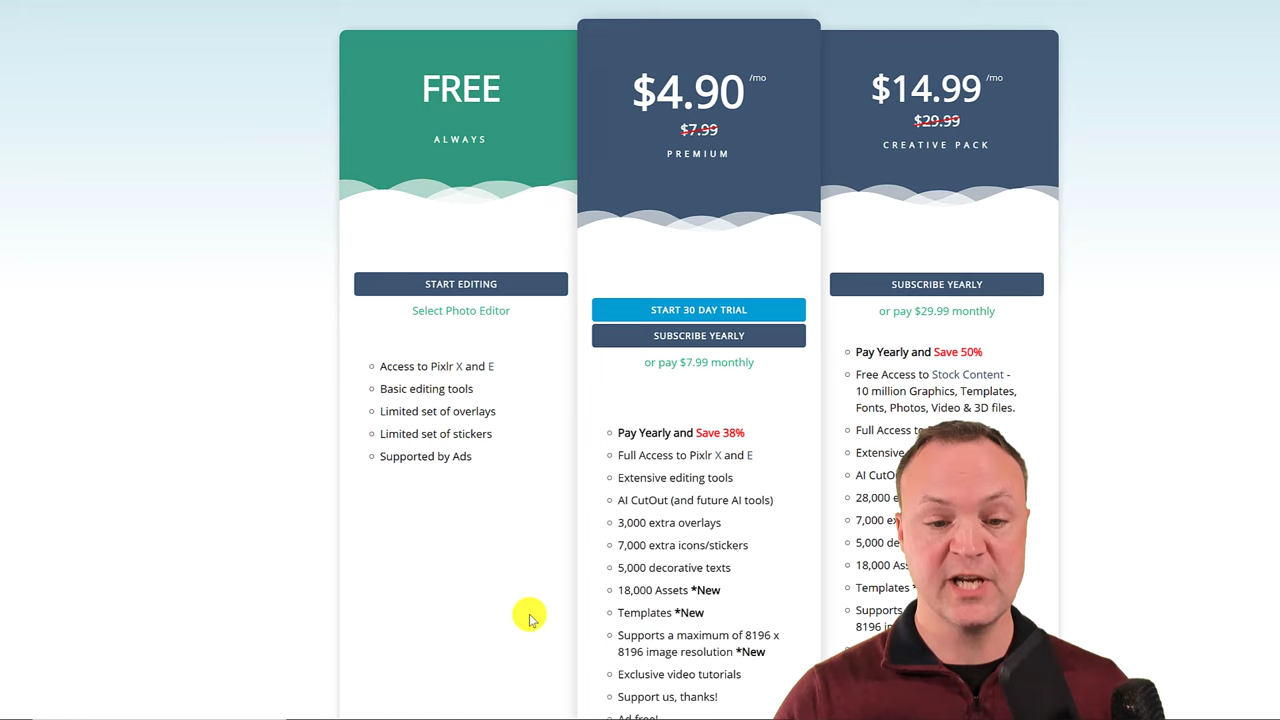 FREE
ALWAYS
START EDITING
Select Photo Editor
Access to Pixlr X and E
Basic editing tools
Limited set of overlays
Limited set of stickers
Supported by Ads
$4.90 /mo
$7.99
PREMIUM
START 30 DAY TRIAL
SUBSCRIBE YEARLY
or pay $7.99 monthly
Pay Yearly and Save 38%
Full Access to Pixlr X and E
Extensive editing tools
AI CutOut (and future AI tools)
3,000 extra overlays
7,000 extra icons/stickers
5,000 decorative texts
18,000 Assets *New
Templates *New
Supports a maximum of 8196 x
8196 image resolution *New
Exclusive video tutorials
Support us, thanks!
Ad free!
$14.99 /mo
$29.99
CREATIVE PACK
SUBSCRIBE YEARLY
or pay $29.99 monthly
Pay Yearly and Save 50%
Free Access to Stock Content -
10 million Graphics, Templates,
Fonts, Photos, Video & 3D files.
Full Access to
Extensive
AI CutO
28,000
7,000
5,000
18,000
Templates
Supports
8196